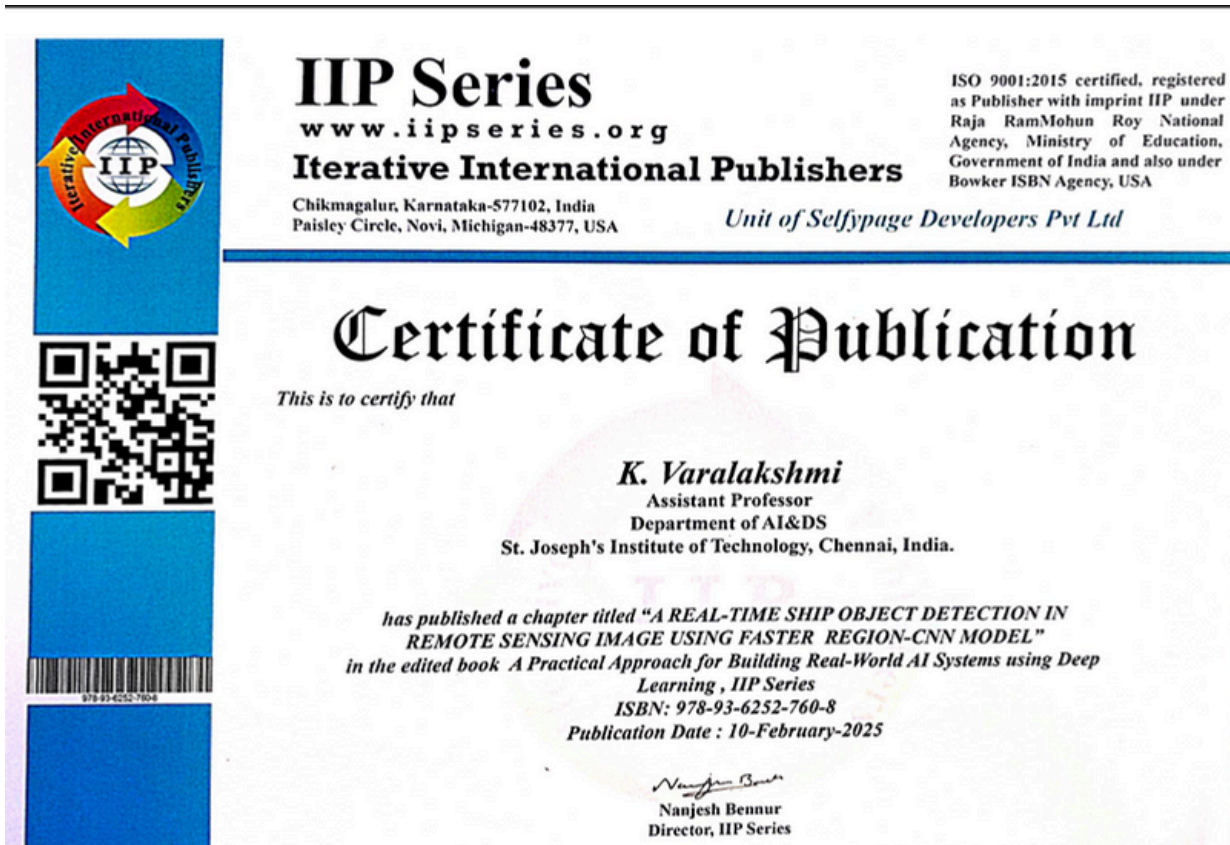 Iterative International Publishers
IIP
IIP Series
www.iipseries.org
Iterative International Publishers
Chikmagalur, Karnataka-577102, India
Paisley Circle, Novi, Michigan-48377, USA
ISO 9001:2015 certified, registered
as Publisher with imprint IIP under
Raja RamMohun Roy National
Agency, Ministry of Education,
Government of India and also under
Bowker ISBN Agency, USA
Unit of Selfypage Developers Pvt Ltd
Certificate of Publication
This is to certify that
K. Varalakshmi
Assistant Professor
Department of AI&DS
St. Joseph's Institute of Technology, Chennai, India.
IIP
has published a chapter titled “A REAL-TIME SHIP OBJECT DETECTION IN
REMOTE SENSING IMAGE USING FASTER REGION-CNN MODEL”
in the edited book A Practical Approach for Building Real-World AI Systems using Deep
Learning , IIP Series
ISBN: 978-93-6252-760-8
Publication Date : 10-February-2025
978-93-6252-760-8
Nanjesh Bennur
Director, IIP Series